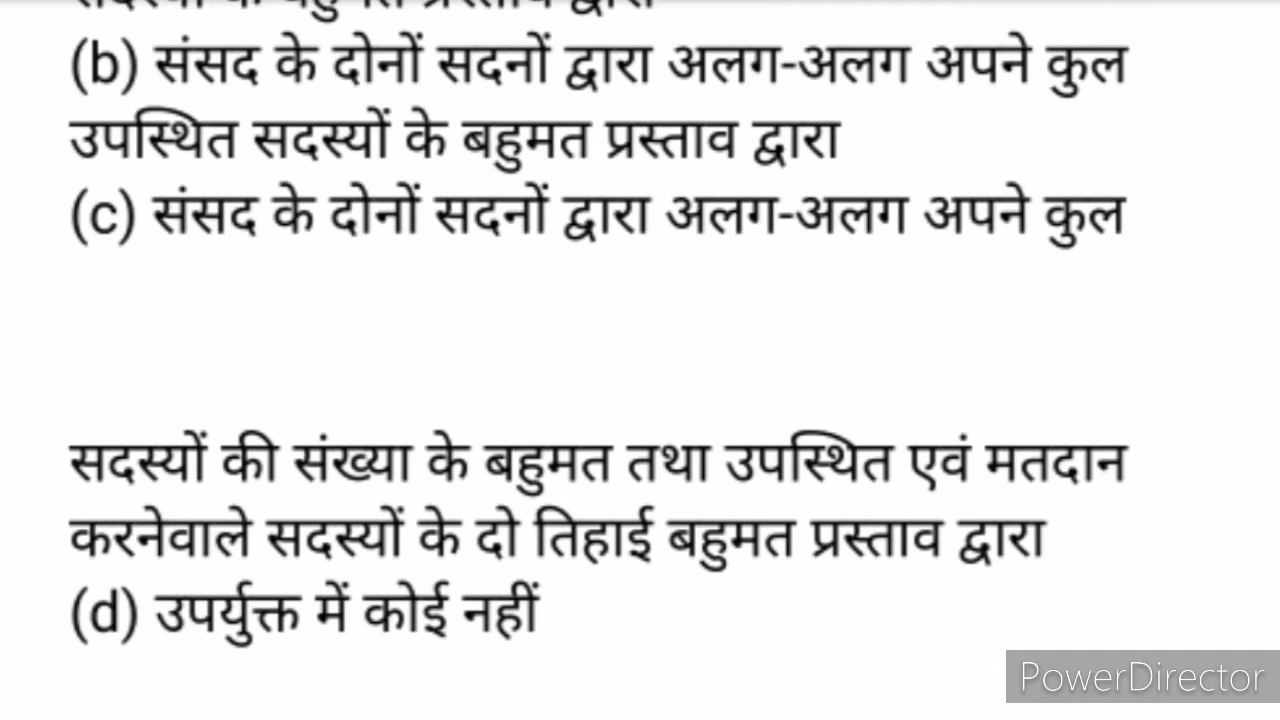 (b) संसद के दोनों सदनों द्वारा अलग-अलग अपने कुल
उपस्थित सदस्यों के बहुमत प्रस्ताव द्वारा
(c) संसद के दोनों सदनों द्वारा अलग-अलग अपने कुल
सदस्यों की संख्या के बहुमत तथा उपस्थित एवं मतदान
करनेवाले सदस्यों के दो तिहाई बहुमत प्रस्ताव द्वारा
(d) उपर्युक्त में कोई नहीं
PowerDirector